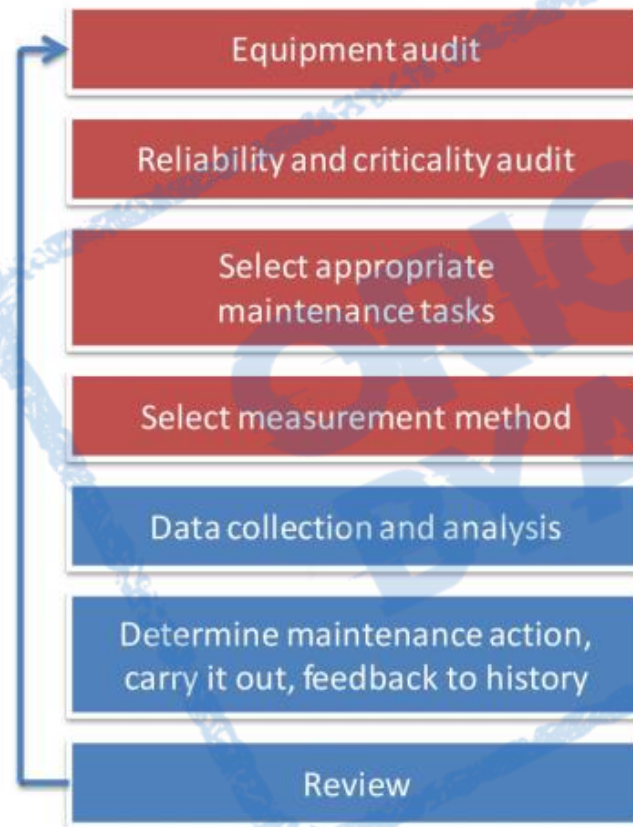 Equipment audit
Reliability and criticality audit
Select appropriate
maintenance tasks
Select measurement method
Data collection and analysis
Determine maintenance action,
carry it out, feedback to history
Review